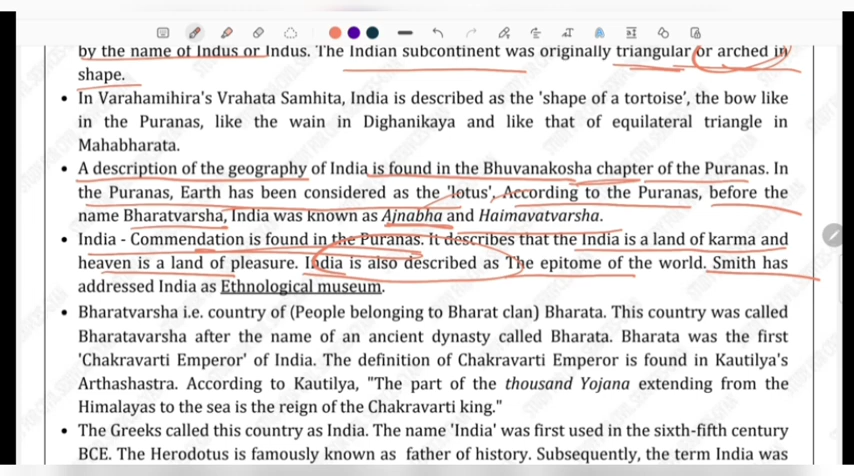 by the name of Indus or Indus. The Indian subcontinent was originally triangular or arched in
shape.
• In Varahamihira's Vrahata Samhita, India is described as the 'shape of a tortoise', the bow like
in the Puranas, like the wain in Dighanikaya and like that of equilateral triangle in
Mahabharata.
• A description of the geography of India is found in the Bhuvanakosha chapter of the Puranas. In
the Puranas, Earth has been considered as the 'lotus', According to the Puranas, before the
name Bharatvarsha, India was known as Ajnabha and Haimavatvarsha.
• India - Commendation is found in the Puranas. It describes that the India is a land of karma and
heaven is a land of pleasure. India is also described as The epitome of the world. Smith has
addressed India as Ethnological museum.
• Bharatvarsha i.e. country of (People belonging to Bharat clan) Bharata. This country was called
Bharatavarsha after the name of an ancient dynasty called Bharata. Bharata was the first
'Chakravarti Emperor' of India. The definition of Chakravarti Emperor is found in Kautilya's
Arthashastra. According to Kautilya, "The part of the thousand Yojana extending from the
Himalayas to the sea is the reign of the Chakravarti king."
• The Greeks called this country as India. The name 'India' was first used in the sixth-fifth century
BCE. The Herodotus is famously known as father of history. Subsequently, the term India was